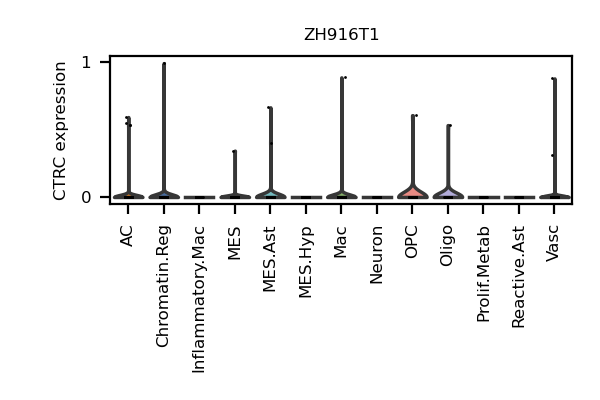 ZH916T1
CTRC expression
1
0
AC
Chromatin.Reg
Inflammatory.Mac
MES
MES.Ast
MES.Hyp
Mac
Neuron
OPC
Oligo
Prolif.Metab
Reactive.Ast
Vasc